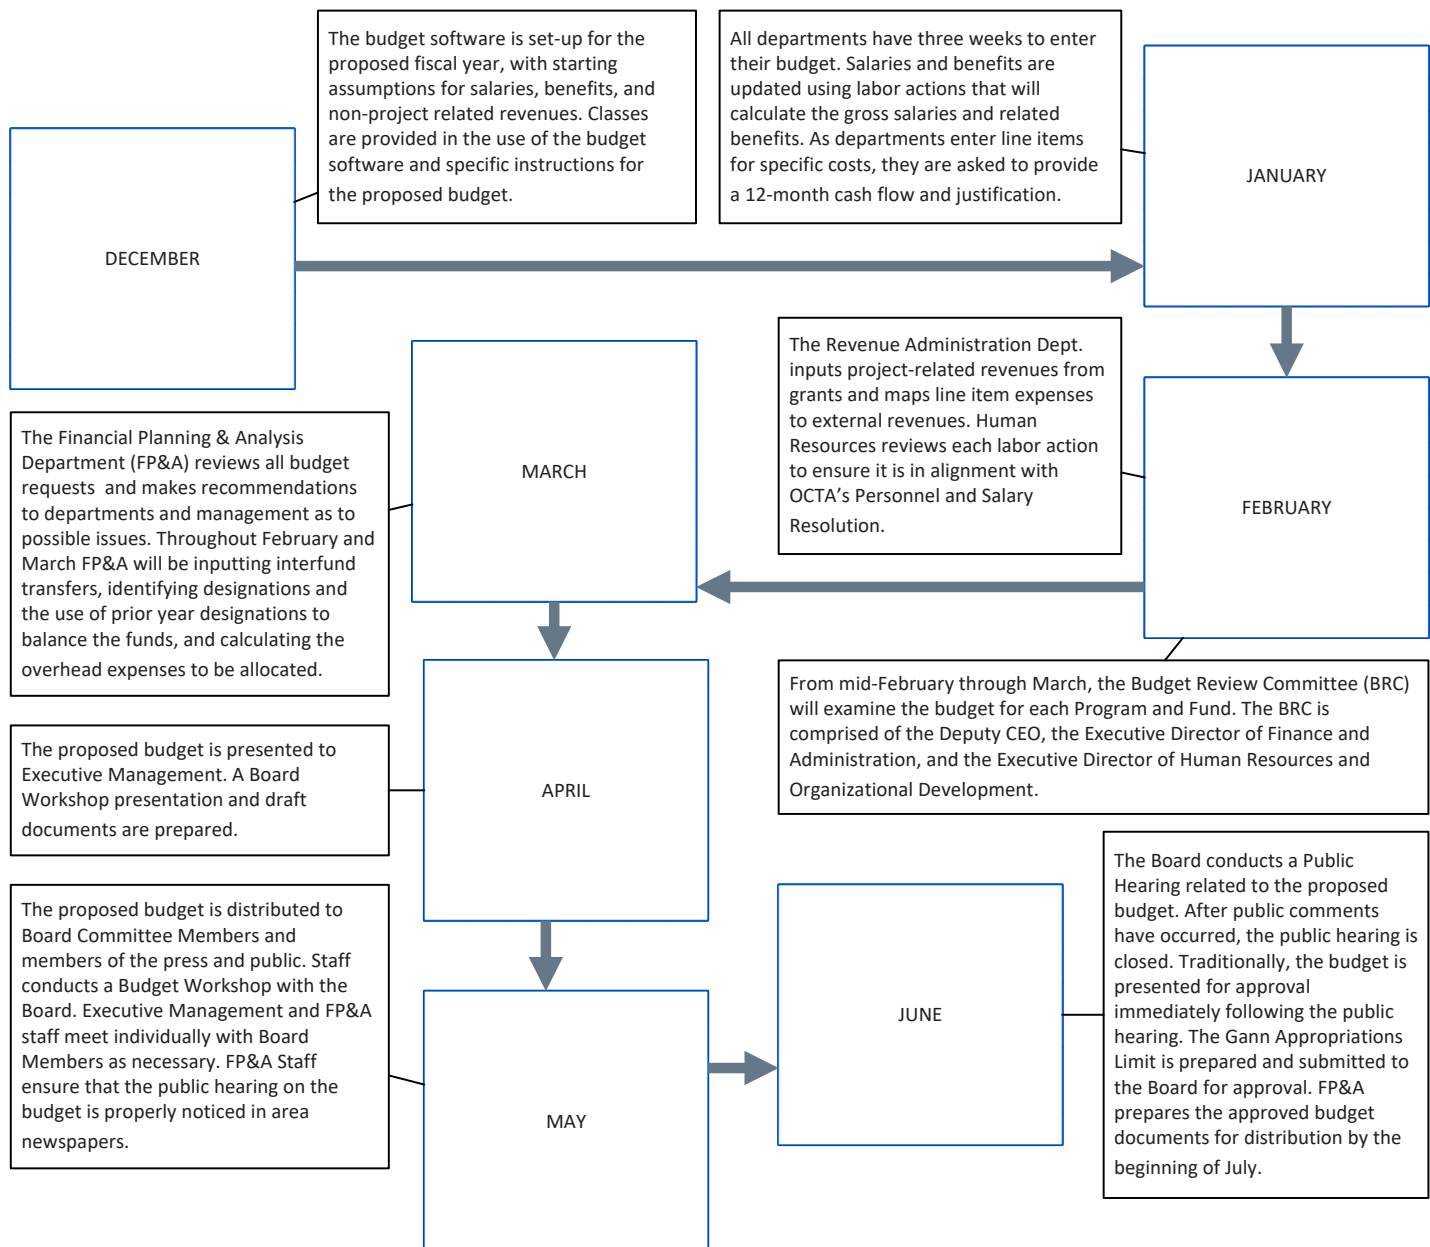 DECEMBER
The budget software is set-up for the
proposed fiscal year, with starting
assumptions for salaries, benefits, and
non-project related revenues. Classes
are provided in the use of the budget
software and specific instructions for
the proposed budget.
All departments have three weeks to enter
their budget. Salaries and benefits are
updated using labor actions that will
calculate the gross salaries and related
benefits. As departments enter line items
for specific costs, they are asked to provide
a 12-month cash flow and justification.
JANUARY
The Revenue Administration Dept.
inputs project-related revenues from
grants and maps line item expenses
to external revenues. Human
Resources reviews each labor action
to ensure it is in alignment with
OCTA’s Personnel and Salary
Resolution.
FEBRUARY
From mid-February through March, the Budget Review Committee (BRC)
will examine the budget for each Program and Fund. The BRC is
comprised of the Deputy CEO, the Executive Director of Finance and
Administration, and the Executive Director of Human Resources and
Organizational Development.
The Financial Planning & Analysis
Department (FP&A) reviews all budget
requests  and makes recommendations
to departments and management as to
possible issues. Throughout February and
March FP&A will be inputting interfund
transfers, identifying designations and
the use of prior year designations to
balance the funds, and calculating the
overhead expenses to be allocated.
MARCH
The proposed budget is presented to
Executive Management. A Board
Workshop presentation and draft
documents are prepared.
APRIL
The proposed budget is distributed to
Board Committee Members and
members of the press and public. Staff
conducts a Budget Workshop with the
Board. Executive Management and FP&A
staff meet individually with Board
Members as necessary. FP&A Staff
ensure that the public hearing on the
budget is properly noticed in area
newspapers.
MAY
JUNE
The Board conducts a Public
Hearing related to the proposed
budget. After public comments
have occurred, the public hearing is
closed. Traditionally, the budget is
presented for approval
immediately following the public
hearing. The Gann Appropriations
Limit is prepared and submitted to
the Board for approval. FP&A
prepares the approved budget
documents for distribution by the
beginning of July.